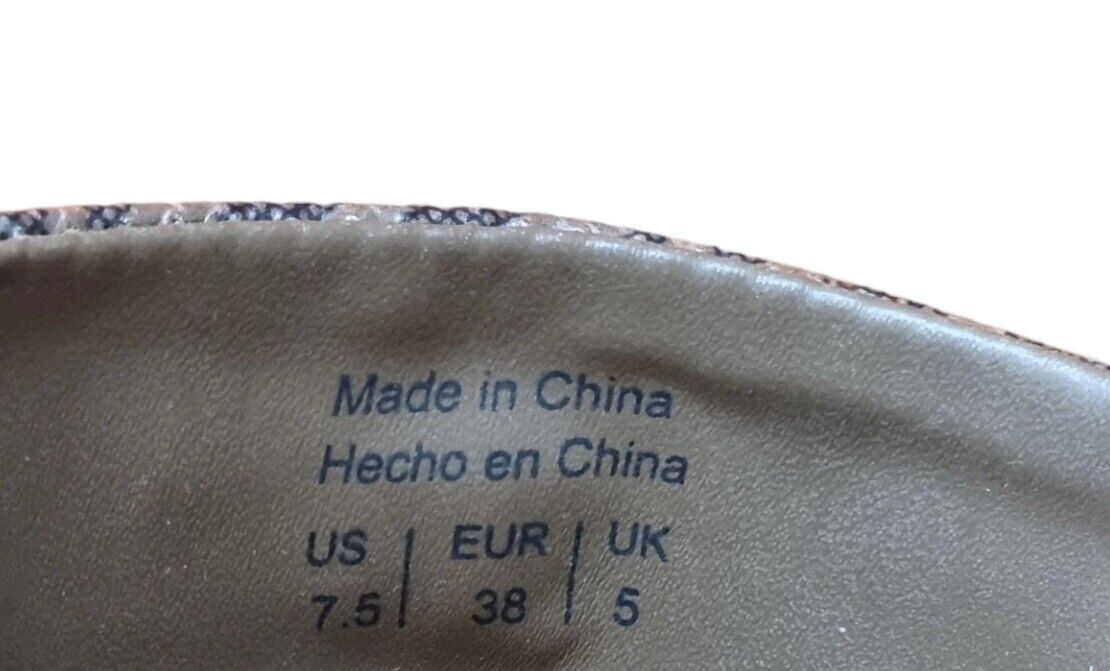 Made in China
Hecho en China
US | EUR | UK
7.5 | 38 | 5